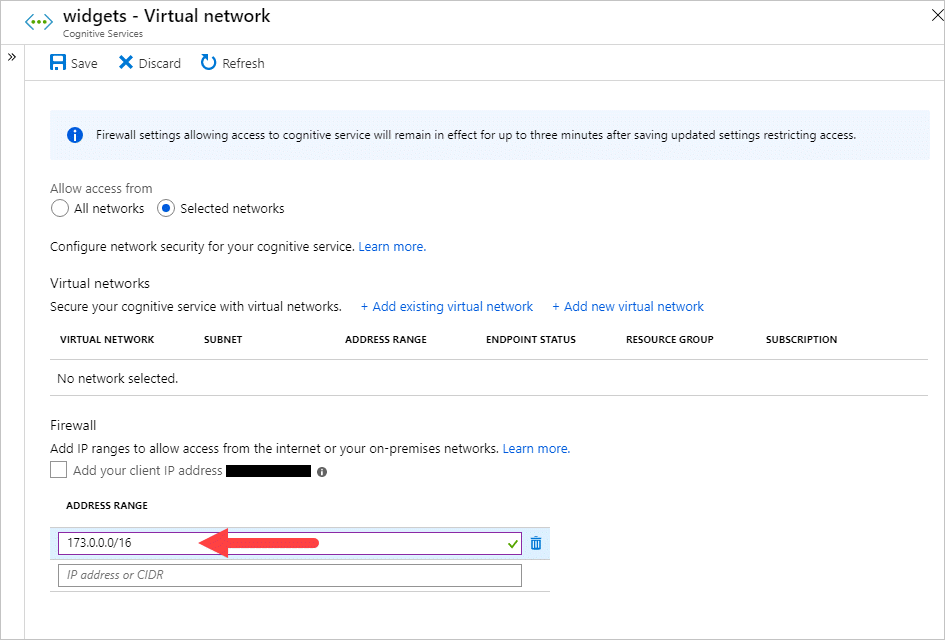 widgets - Virtual network
Cognitive Services
Save Discard Refresh
Firewall settings allowing access to cognitive service will remain in effect for up to three minutes after saving updated settings restricting access.
Allow access from
All networks Selected networks
Configure network security for your cognitive service. Learn more.
Virtual networks
Secure your cognitive service with virtual networks. + Add existing virtual network + Add new virtual network
VIRTUAL NETWORK SUBNET ADDRESS RANGE ENDPOINT STATUS RESOURCE GROUP SUBSCRIPTION
No network selected.
Firewall
Add IP ranges to allow access from the internet or your on-premises networks. Learn more.
Add your client IP address
ADDRESS RANGE
173.0.0.0/16
IP address or CIDR